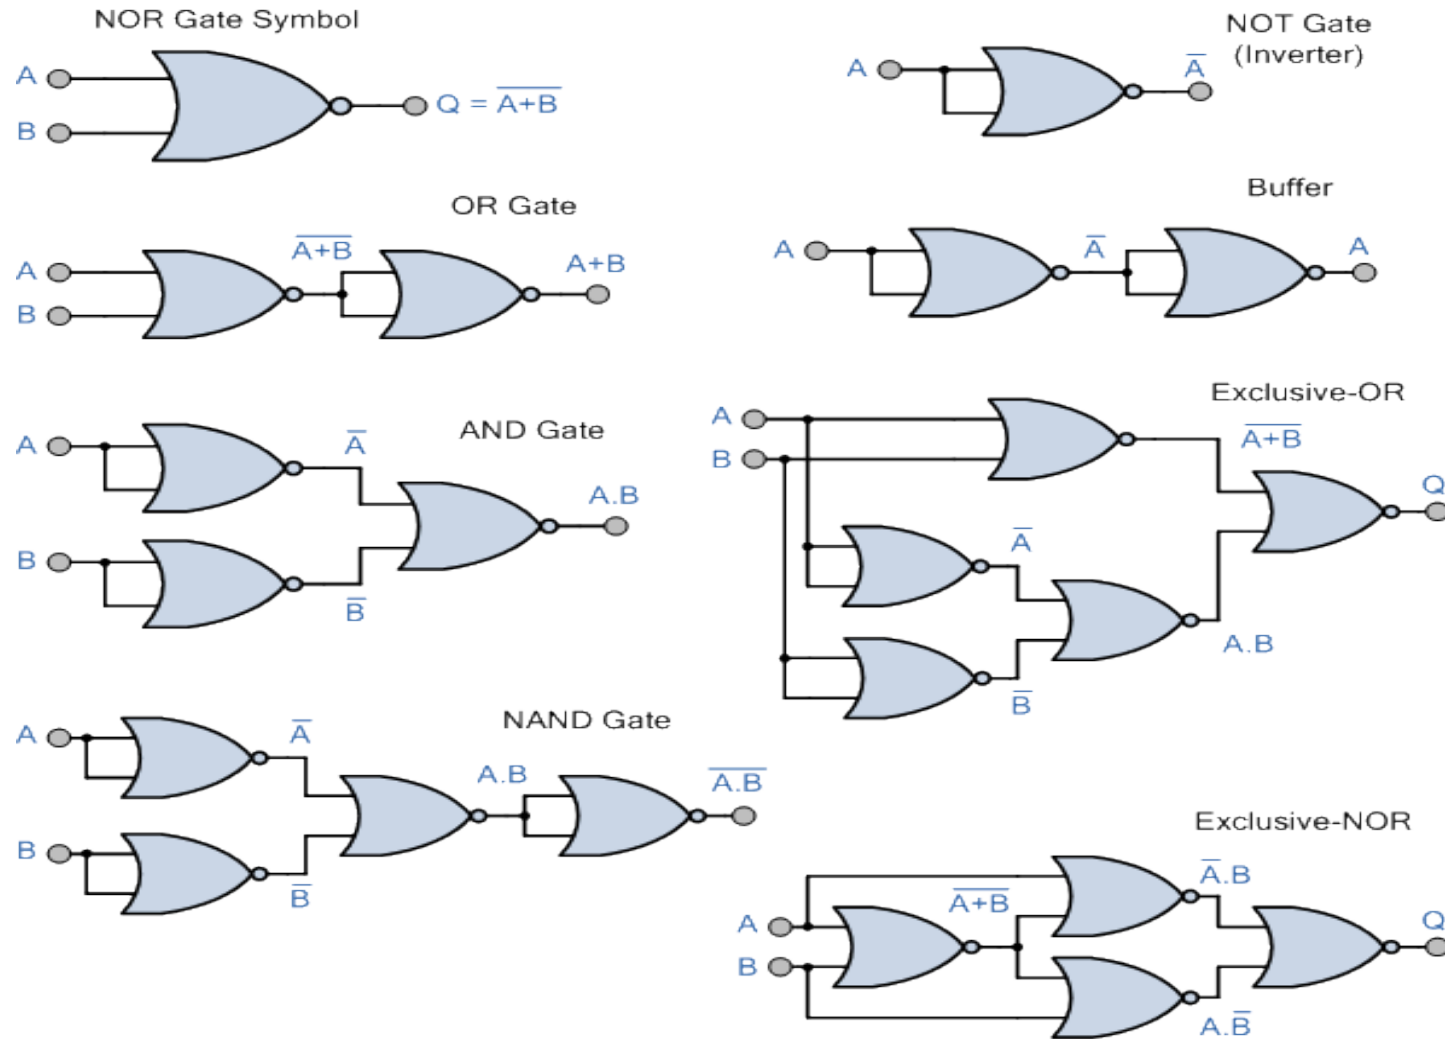 NOR Gate Symbol
A
B
Q = A̅+̅B̅
NOT Gate
(Inverter)
A
A̅
OR Gate
A
B
A̅+̅B̅
A+B
Buffer
A
A̅
A
AND Gate
A
A̅
B
B̅
A.B
Exclusive-OR
A
B
A̅+̅B̅
A̅
B̅
A.B
Q
NAND Gate
A
A̅
B
B̅
A.B
A̅.̅B̅
Exclusive-NOR
A
B
A̅+̅B̅
A̅.B
A.B̅
Q